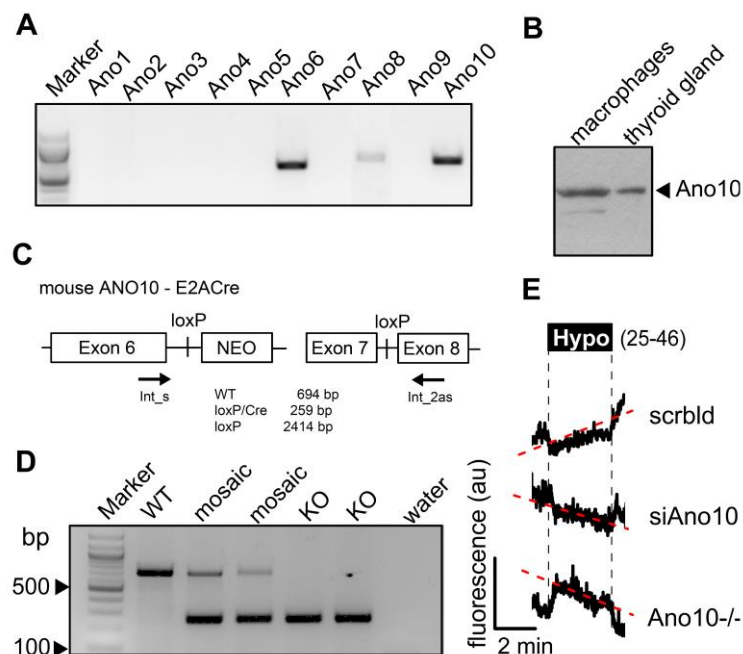 A
Marker Ano1 Ano2 Ano3 Ano4 Ano5 Ano6 Ano7 Ano8 Ano9 Ano10
B
macrophages thyroid gland
Ano10
C
mouse ANO10 - E2ACre
loxP loxP
Exon 6 NEO Exon 7 Exon 8
Int_s Int_2as
WT 694 bp
loxP/Cre 259 bp
loxP 2414 bp
D
Marker WT mosaic mosaic KO KO water
bp
500
100
E
Hypo (25-46)
scrbld
siAno10
Ano10-/-
fluorescence (au)
2 min